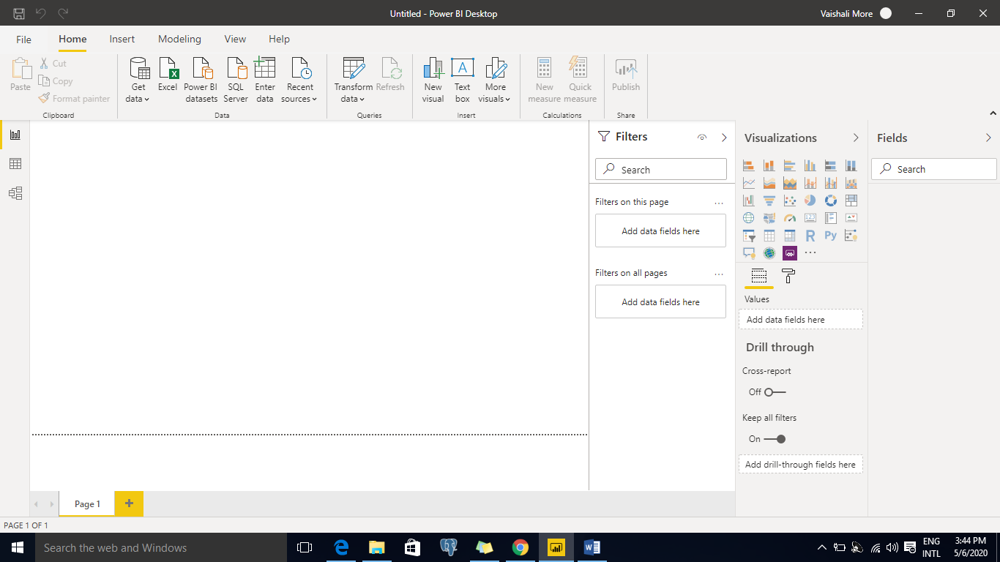 Untitled - Power BI Desktop
Vaishali More
File Home Insert Modeling View Help
Paste
Cut
Copy
Format painter
Clipboard
Get data
Excel
Power BI datasets
SQL Server
Enter data
Recent sources
Data
Transform data
Refresh
Queries
New visual
Text box
More visuals
Insert
New measure
Quick measure
Calculations
Publish
Share
Filters
Search
Filters on this page ...
Add data fields here
Filters on all pages ...
Add data fields here
Visualizations
123
R
Py
...
Values
Add data fields here
Drill through
Cross-report
Off
Keep all filters
On
Add drill-through fields here
Fields
Search
Page 1
+
PAGE 1 OF 1
Search the web and Windows
ENG
INTL
3:44 PM
5/6/2020